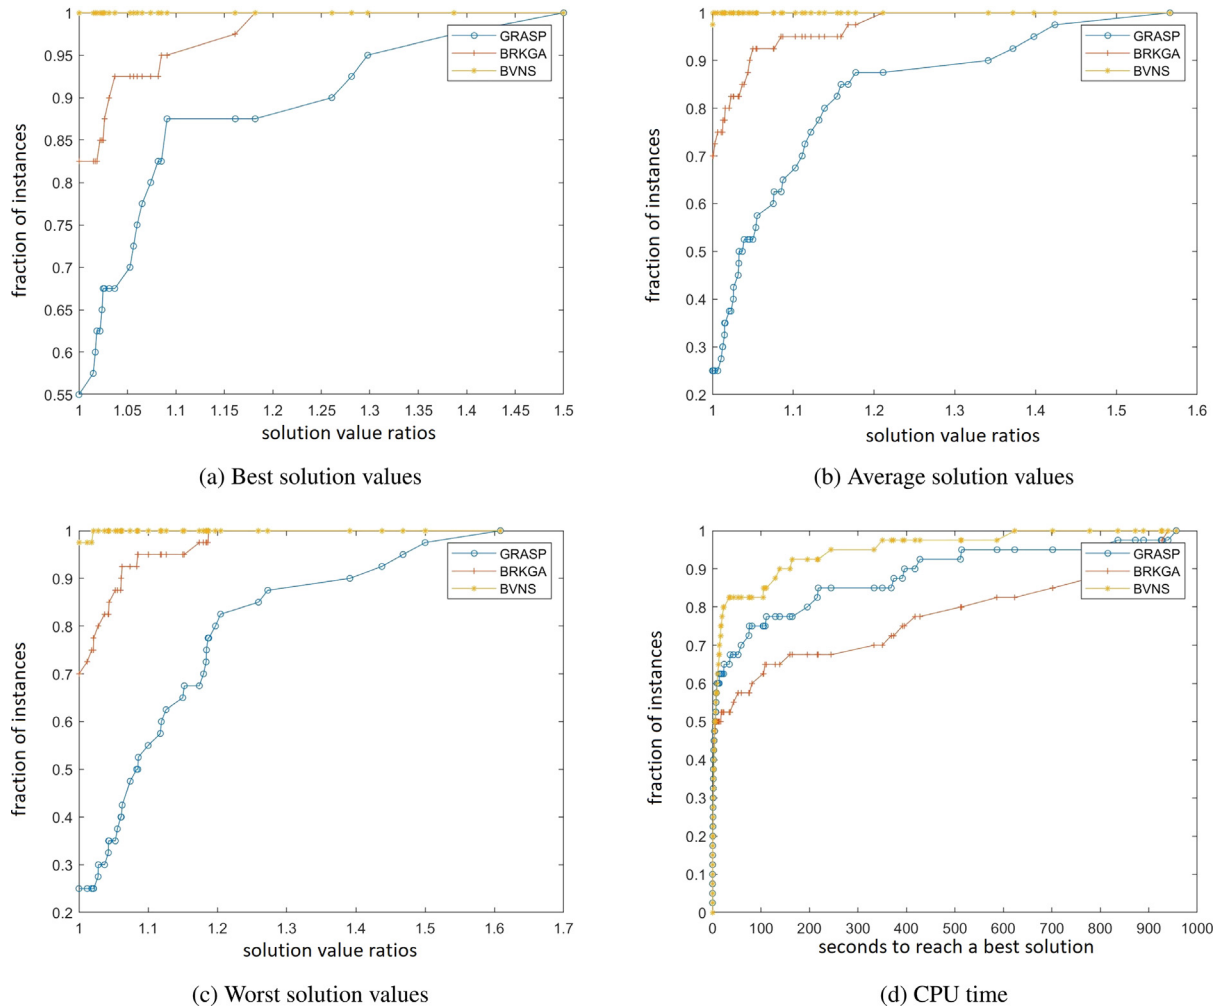 1
0.95
0.9
0.85
0.8
0.75
0.7
0.65
0.6
0.55
fraction of instances
1 1.05 1.1 1.15 1.2 1.25 1.3 1.35 1.4 1.45 1.5
solution value ratios
GRASP
BRKGA
BVNS
(a) Best solution values
1
0.9
0.8
0.7
0.6
0.5
0.4
0.3
0.2
fraction of instances
1 1.1 1.2 1.3 1.4 1.5 1.6
solution value ratios
GRASP
BRKGA
BVNS
(b) Average solution values
1
0.9
0.8
0.7
0.6
0.5
0.4
0.3
0.2
fraction of instances
1 1.1 1.2 1.3 1.4 1.5 1.6 1.7
solution value ratios
GRASP
BRKGA
BVNS
(c) Worst solution values
1
0.9
0.8
0.7
0.6
0.5
0.4
0.3
0.2
0.1
0
fraction of instances
0 100 200 300 400 500 600 700 800 900 1000
seconds to reach a best solution
GRASP
BRKGA
BVNS
(d) CPU time